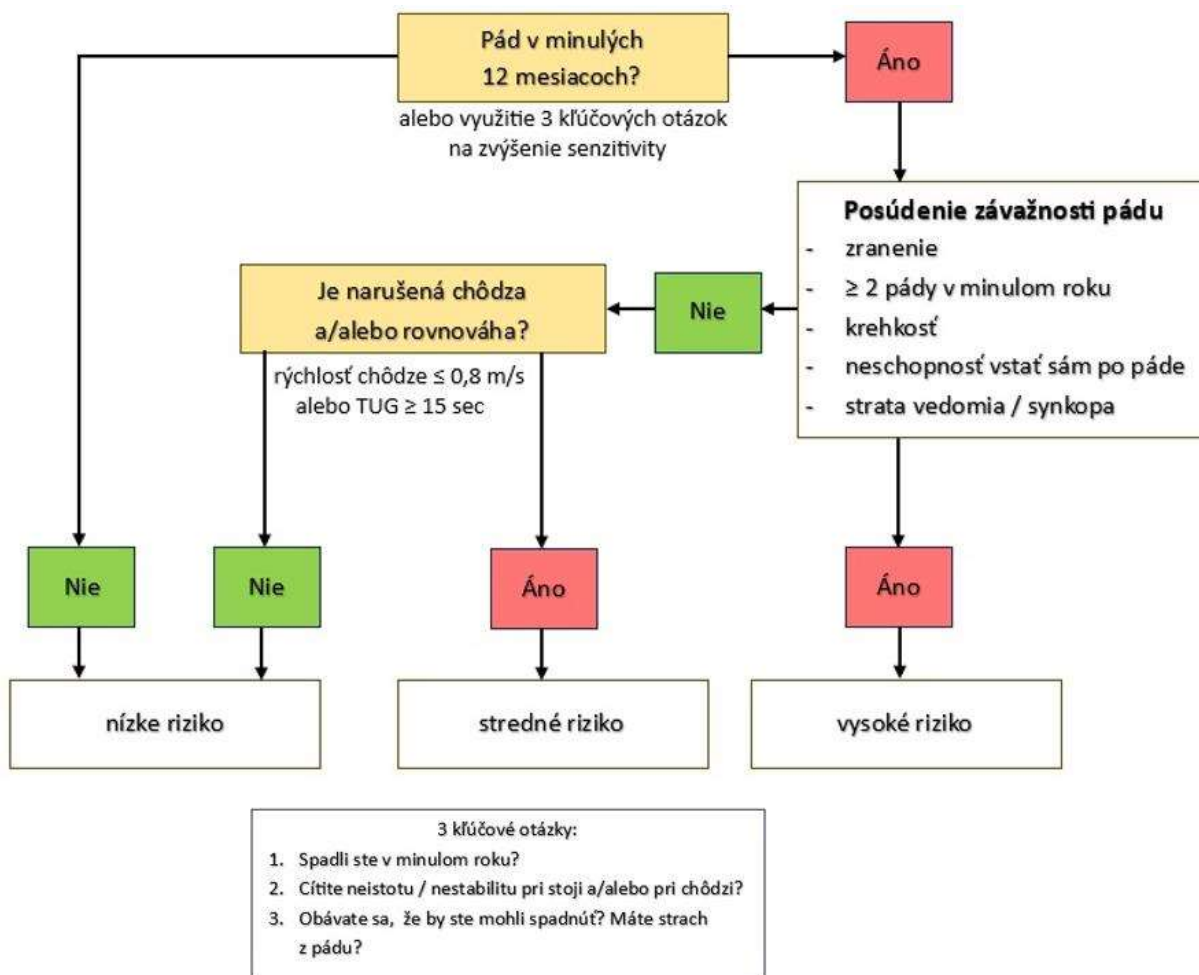 Pád v minulých
12 mesiacoch?
Áno
alebo využitie 3 kľúčových otázok
na zvýšenie senzitivity
Posúdenie závažnosti pádu
- zranenie
- ≥ 2 pády v minulom roku
- krehkosť
- neschopnosť vstať sám po páde
- strata vedomia / synkopa
Nie
Je narušená chôdza
a/alebo rovnováha?
rýchlosť chôdze ≤ 0,8 m/s
alebo TUG ≥ 15 sec
Nie
Nie
Áno
Áno
nízke riziko
stredné riziko
vysoké riziko
3 kľúčové otázky:
1. Spadli ste v minulom roku?
2. Cítite neistotu / nestabilitu pri stoji a/alebo pri chôdzi?
3. Obávate sa, že by ste mohli spadnúť? Máte strach
z pádu?